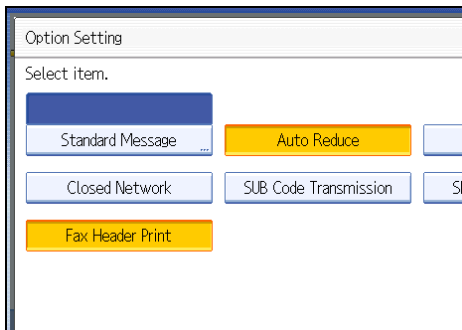 Option Setting
Select item.
Standard Message ...
Auto Reduce
Closed Network
SUB Code Transmission
Fax Header Print